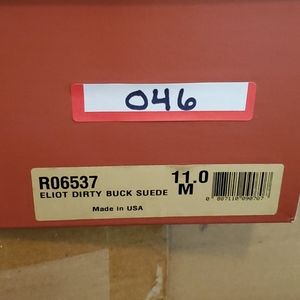 046
R06537 11.0
ELIOT DIRTY BUCK SUEDE M
Made in USA